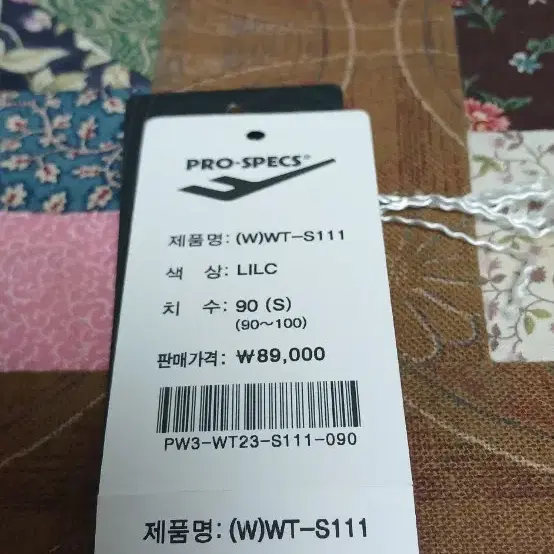 PRO-SPECS®
제품명: (W)WT-S111
색 상: LILC
치 수: 90 (S)
(90~100)
판매가격: ₩89,000
PW3-WT23-S111-090
제품명: (W)WT-S111